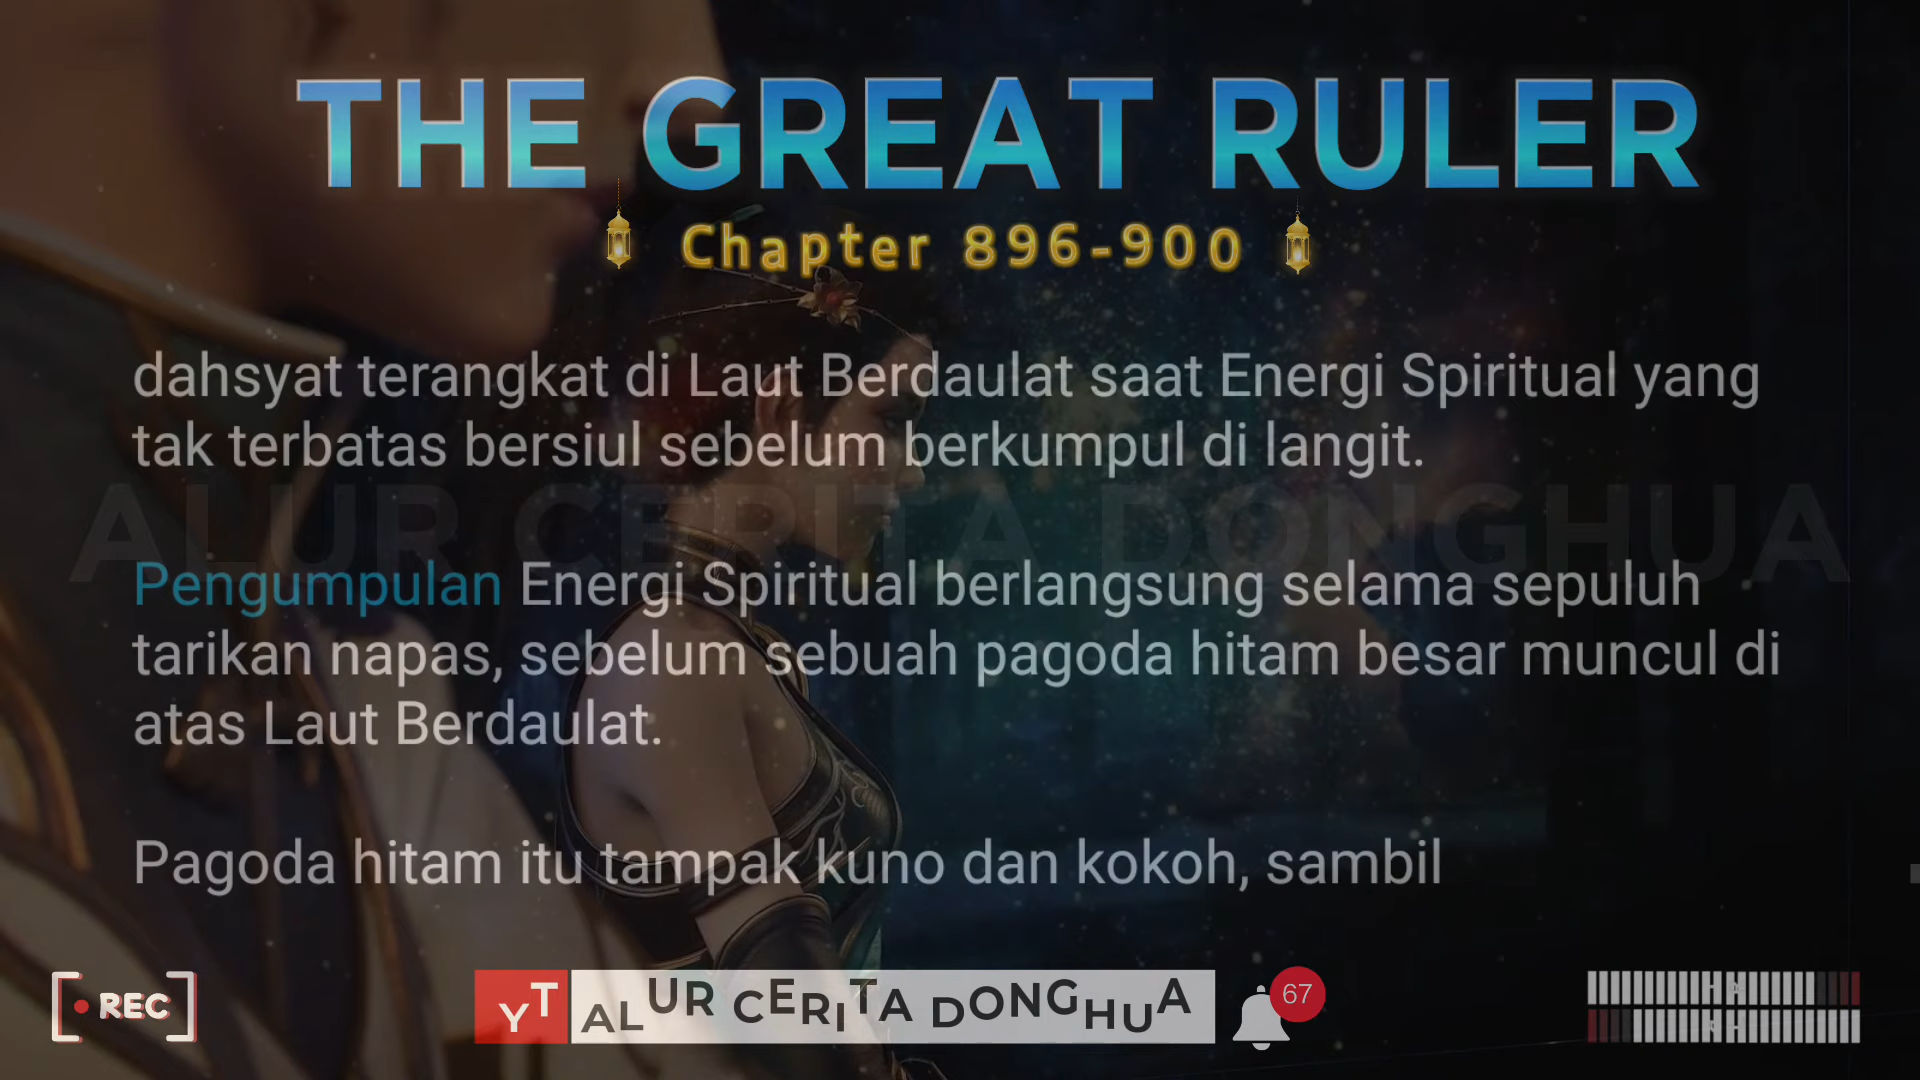 THE GREAT RULER
Chapter 896-900
dahsyat terangkat di Laut Berdaulat saat Energi Spiritual yang
tak terbatas bersiul sebelum berkumpul di langit.
ALUR CERITA DONGHUA
Pengumpulan Energi Spiritual berlangsung selama sepuluh
tarikan napas, sebelum sebuah pagoda hitam besar muncul di
atas Laut Berdaulat.
Pagoda hitam itu tampak kuno dan kokoh, sambil
REC
YT ALUR CERITA DONGHUA
67